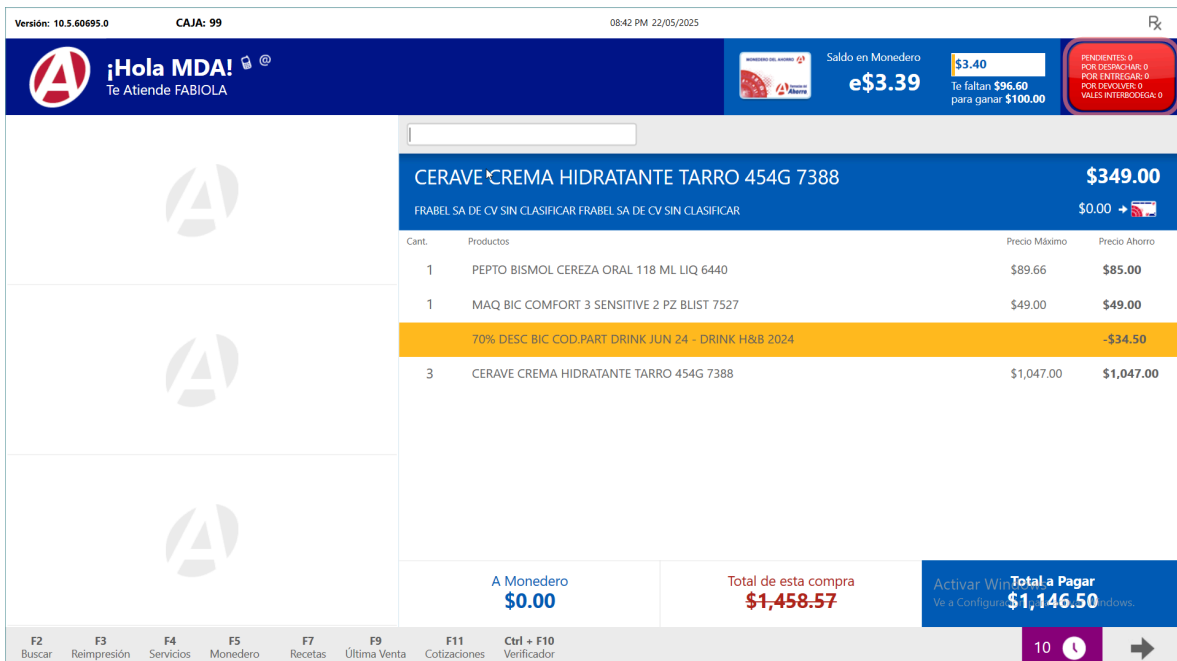 Versión: 10.5.60695.0 CAJA: 99 08:42 PM 22/05/2025 Rx
¡Hola MDA! @
Te Atiende FABIOLA
MONEDERO DEL AHORRO
Saldo en Monedero
e$3.39
$3.40
Te faltan $96.60
para ganar $100.00
PENDIENTES: 0
POR DESPACHAR: 0
POR ENTREGAR: 0
POR DEVOLVER: 0
VALES INTERBODEGA: 0
CERAVE CREMA HIDRATANTE TARRO 454G 7388 $349.00
FRABEL SA DE CV SIN CLASIFICAR FRABEL SA DE CV SIN CLASIFICAR $0.00
Cant. Productos Precio Máximo Precio Ahorro
1 PEPTO BISMOL CEREZA ORAL 118 ML LIQ 6440 $89.66 $85.00
1 MAQ BIC COMFORT 3 SENSITIVE 2 PZ BLIST 7527 $49.00 $49.00
70% DESC BIC COD.PART DRINK JUN 24 - DRINK H&B 2024 -$34.50
3 CERAVE CREMA HIDRATANTE TARRO 454G 7388 $1,047.00 $1,047.00
A Monedero
$0.00
Total de esta compra
$1,458.57
Total a Pagar
$1,146.50
Activar Windows
Ve a Configuración para activar Windows.
F2 F3 F4 F5 F7 F9 F11 Ctrl + F10
Buscar Reimpresión Servicios Monedero Recetas Última Venta Cotizaciones Verificador
10